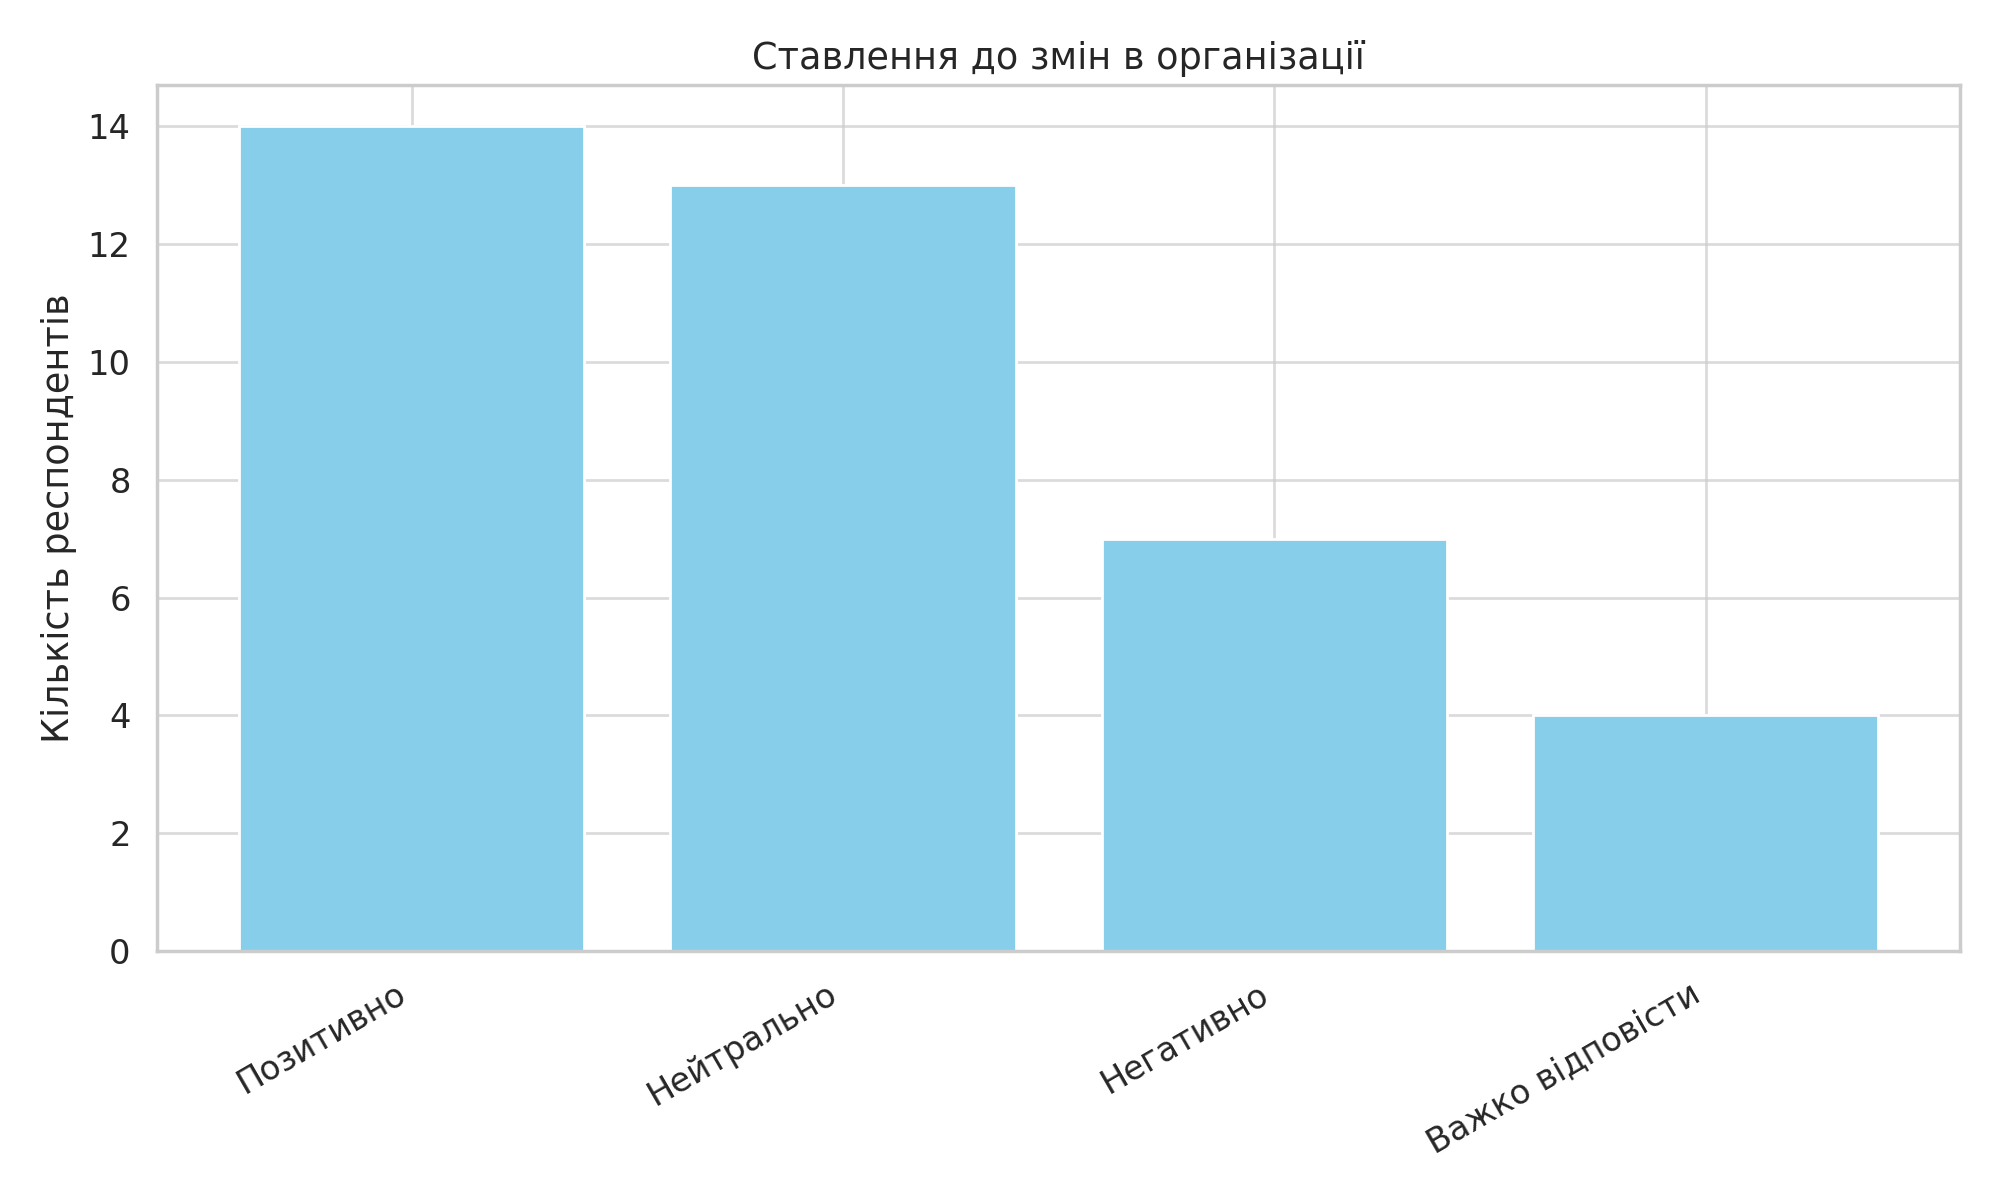 Ставлення до змін в організації
Кількість респондентів
14
12
10
8
6
4
2
0
Позитивно
Нейтрально
Негативно
Важко відповісти